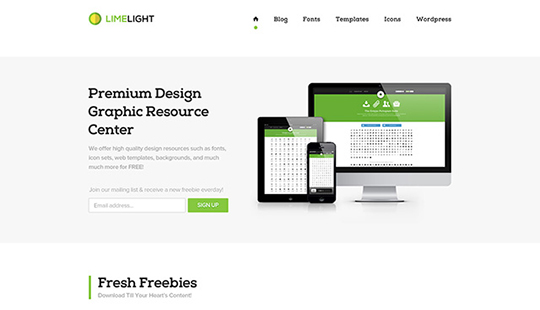 LIMELIGHT
Blog Fonts Templates Icons Wordpress
Premium Design
Graphic Resource
Center
We offer high quality design resources such as fonts,
icon sets, web templates, backgrounds, and much
much more for FREE!
Join our mailing list & receive a new freebie everday!
Email address...
SIGN UP
Fresh Freebies
Download Till Your Heart's Content!